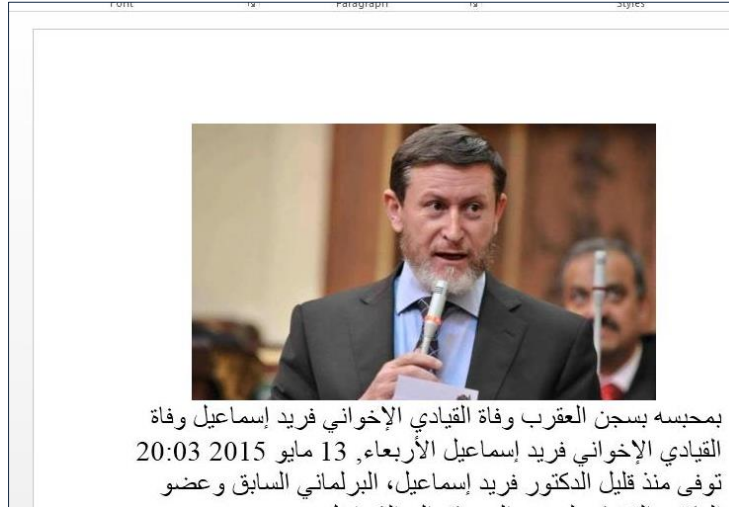 Font
Paragraph
Styles
بمحبسه بسجن العقرب وفاة القيادي الإخواني فريد إسماعيل وفاة
القيادي الإخواني فريد إسماعيل الأربعاء, 13 مايو 2015 20:03
توفى منذ قليل الدكتور فريد إسماعيل، البرلماني السابق وعضو